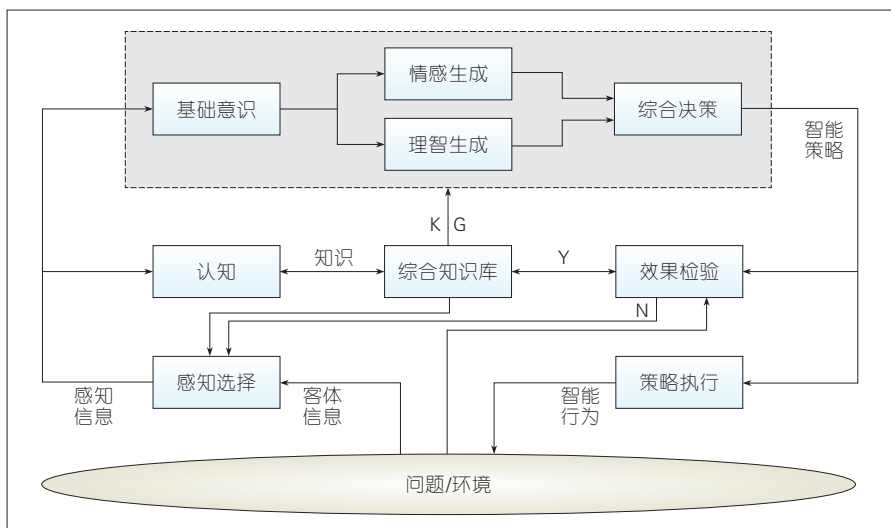 情感生成
基础意识
综合决策
理智生成
智能
策略
K G
认知
知识
综合知识库
Y
效果检验
N
感知选择
感知
信息
客体
信息
智能
行为
策略执行
问题/环境